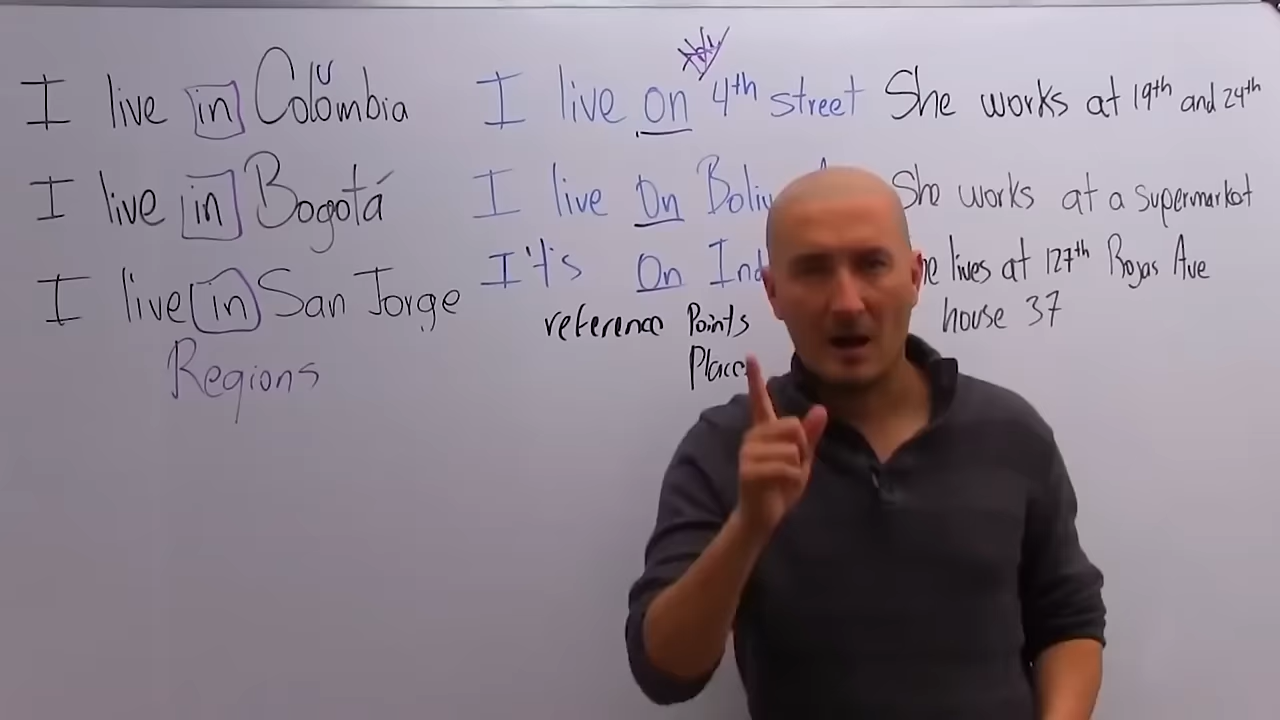 I live in Colombia
I live in Bogotá
I live in San Jorge
Regions
I live on 4th street
I live On
It's On
reference Points
She works at 19th and 24th
She works at a supermarket
lives at 127th Rojas Ave
house 37